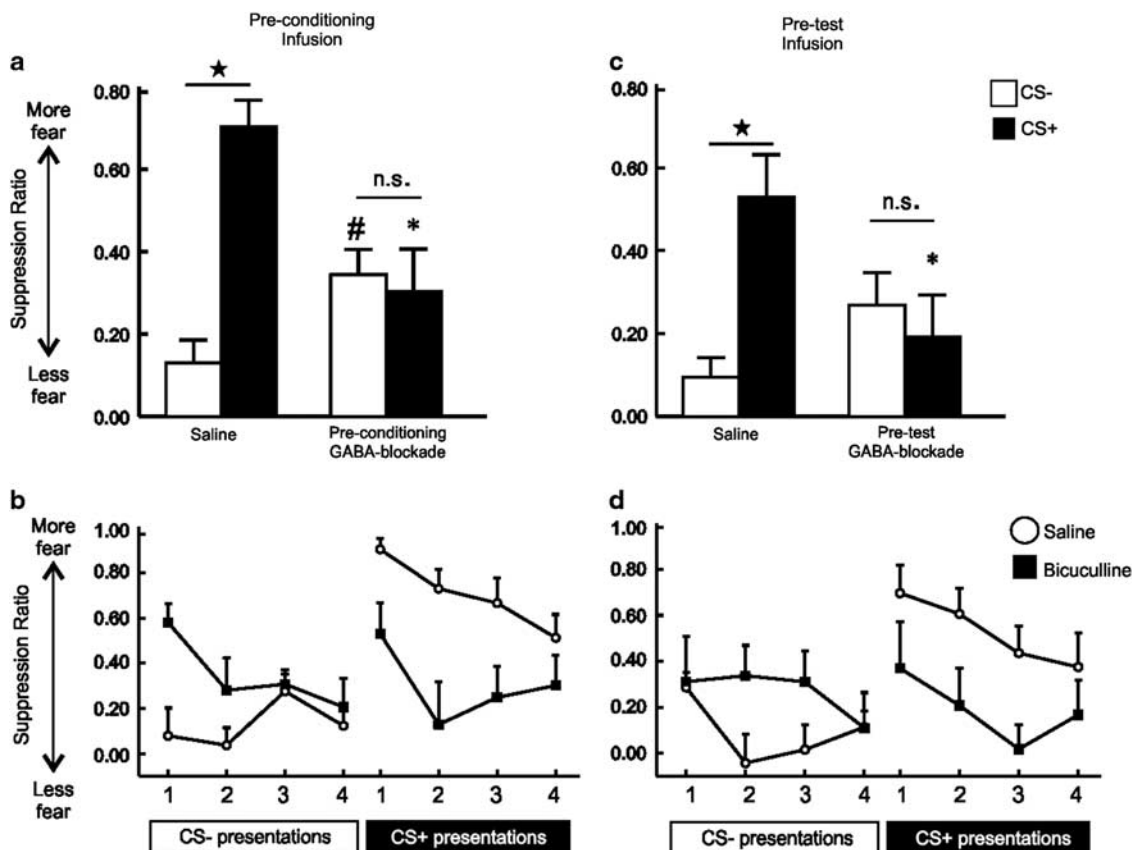 Pre-conditioning
Infusion
a
★
0.80
More
fear
0.60
n.s.
Suppression Ratio
# *
0.40
0.20
Less
fear
0.00
Saline
Pre-conditioning
GABA-blockade
Pre-test
Infusion
c
CS-
CS+
0.80
★
0.60
n.s.
*
0.40
0.20
0.00
Saline
Pre-test
GABA-blockade
b
More
fear
1.00
0.80
Suppression Ratio
0.60
0.40
0.20
0.00
Less
fear
1 2 3 4 1 2 3 4
CS- presentations CS+ presentations
d
Saline
Bicuculline
1.00
0.80
0.60
0.40
0.20
0.00
1 2 3 4 1 2 3 4
CS- presentations CS+ presentations